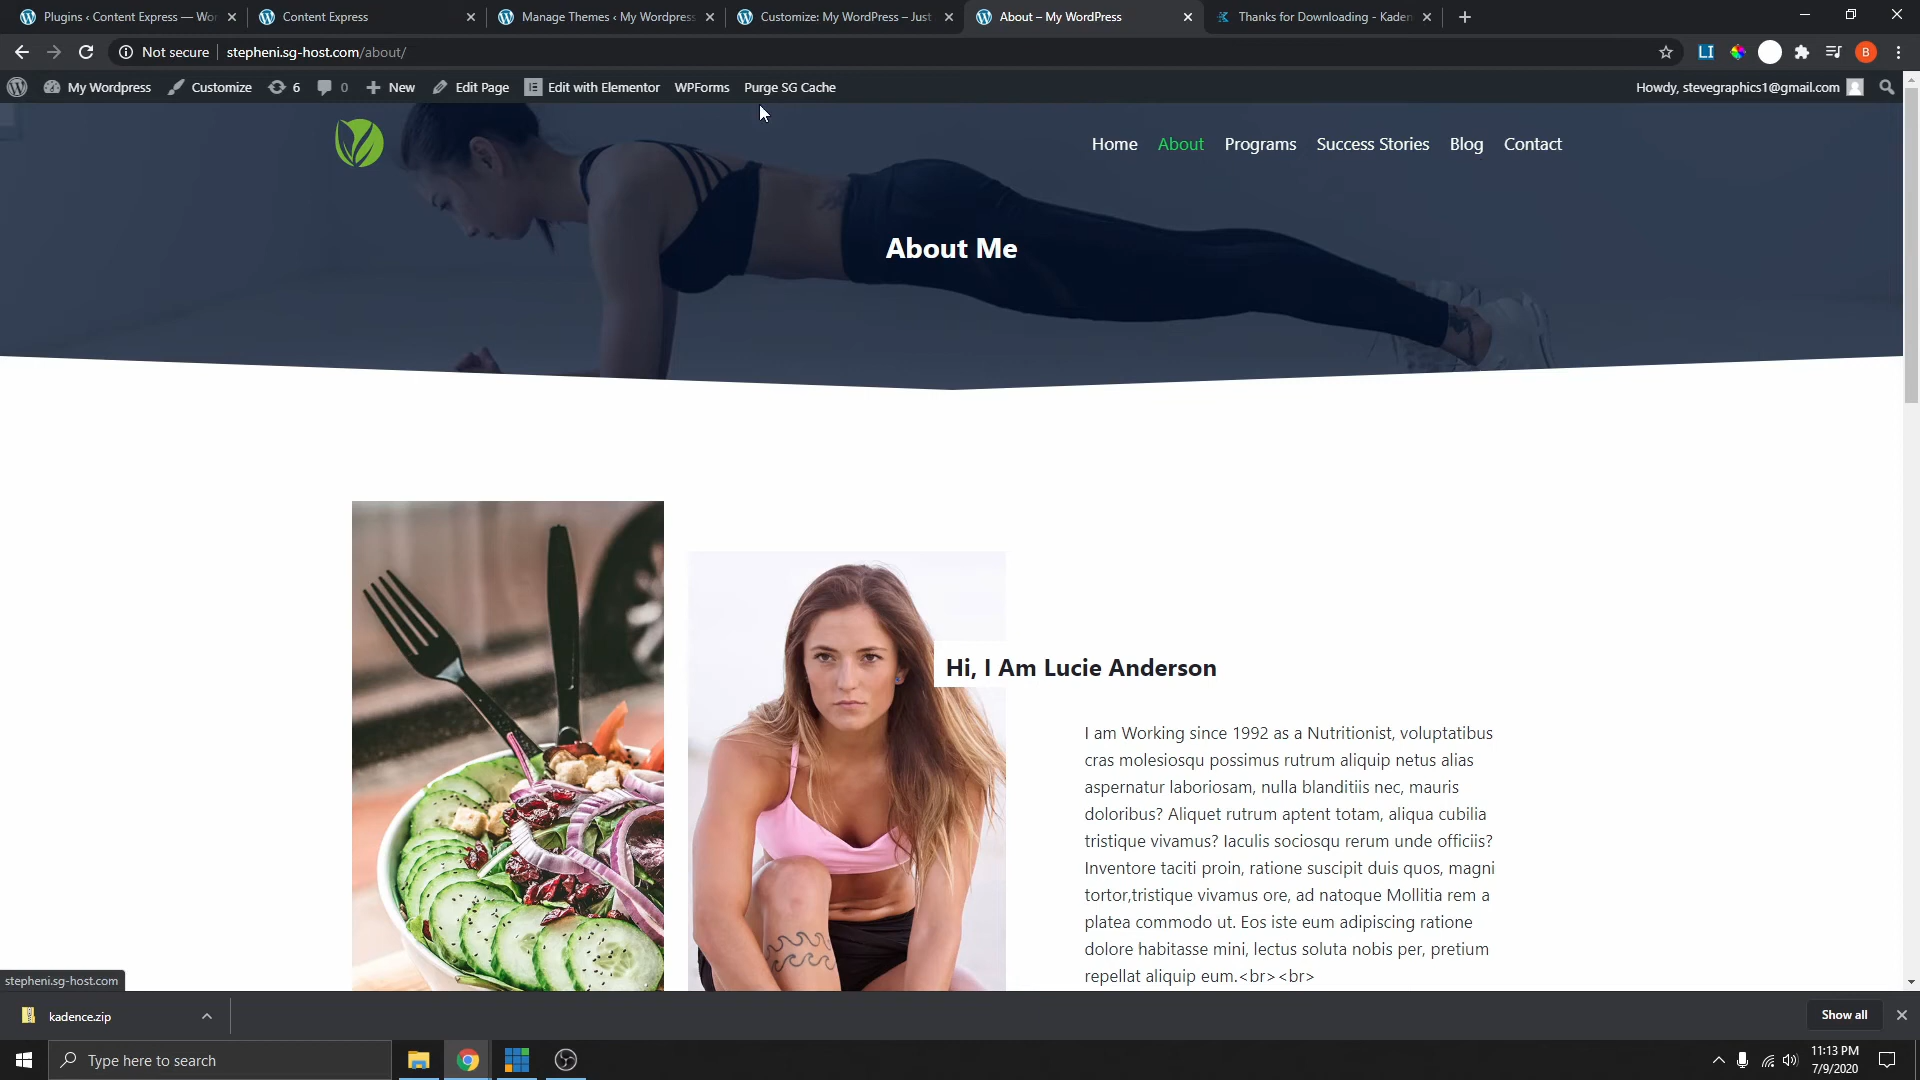 Plugins ‹ Content Express — Wor
Content Express
Manage Themes ‹ My Wordpress
Customize: My WordPress – Just
About – My WordPress
Thanks for Downloading - Kaden
Not secure
stepheni.sg-host.com/about/
LI
B
My Wordpress
Customize
6
0
New
Edit Page
Edit with Elementor
WPForms
Purge SG Cache
Howdy, stevegraphics1@gmail.com
Home
About
Programs
Success Stories
Blog
Contact
About Me
Hi, I Am Lucie Anderson
I am Working since 1992 as a Nutritionist, voluptatibus
cras molesiosqu possimus rutrum aliquip netus alias
aspernatur laboriosam, nulla blanditiis nec, mauris
doloribus? Aliquet rutrum aptent totam, aliqua cubilia
tristique vivamus? Iaculis sociosqu rerum unde officiis?
Inventore taciti proin, ratione suscipit duis quos, magni
tortor,tristique vivamus ore, ad natoque Mollitia rem a
platea commodo ut. Eos iste eum adipiscing ratione
dolore habitasse mini, lectus soluta nobis per, pretium
repellat aliquip eum.<br><br>
stepheni.sg-host.com
kadence.zip
Show all
Type here to search
11:13 PM
7/9/2020